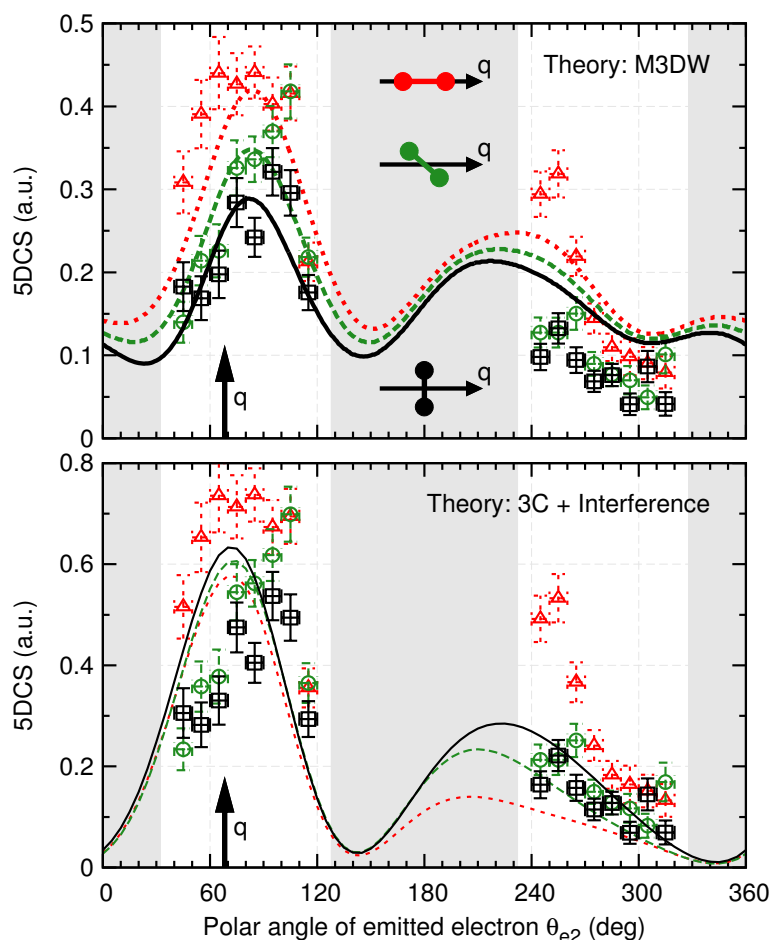 0.5
0.4
0.3
0.2
0.1
0
5DCS (a.u.)
Theory: M3DW
q
q
q
q
0.8
0.6
0.4
0.2
0
5DCS (a.u.)
Theory: 3C + Interference
q
0 60 120 180 240 300 360
Polar angle of emitted electron θe2 (deg)